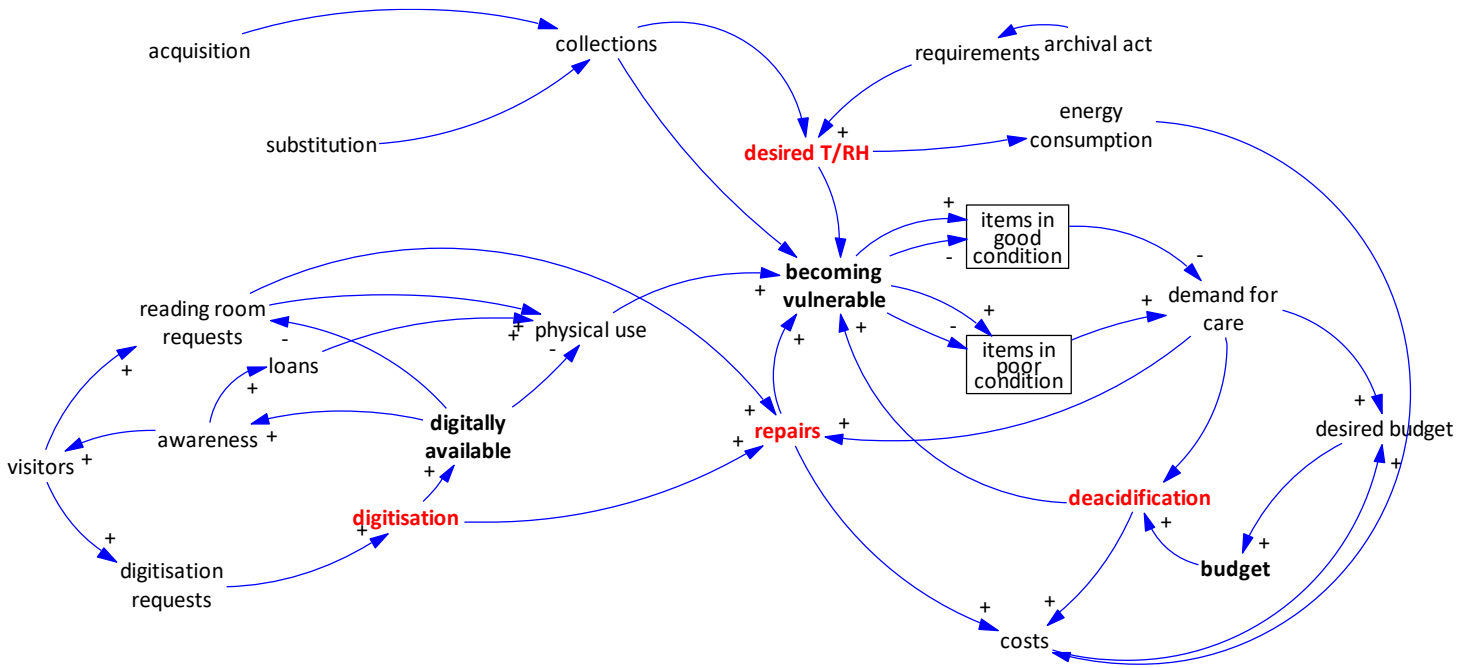 acquisition
collections
requirements
archival act
substitution
energy
consumption
+
desired T/RH
+
items in
good
condition
-
-
becoming
vulnerable
+
+
demand for
care
+
+
-
items in
poor
condition
reading room
requests
-
+
+
physical use
-
+
loans
+
+
awareness
+
digitally
available
+
visitors
+
+
+
repairs
+
+
desired budget
+
+
digitisation
+
deacidification
+
+
digitisation
requests
budget
+
+
+
costs